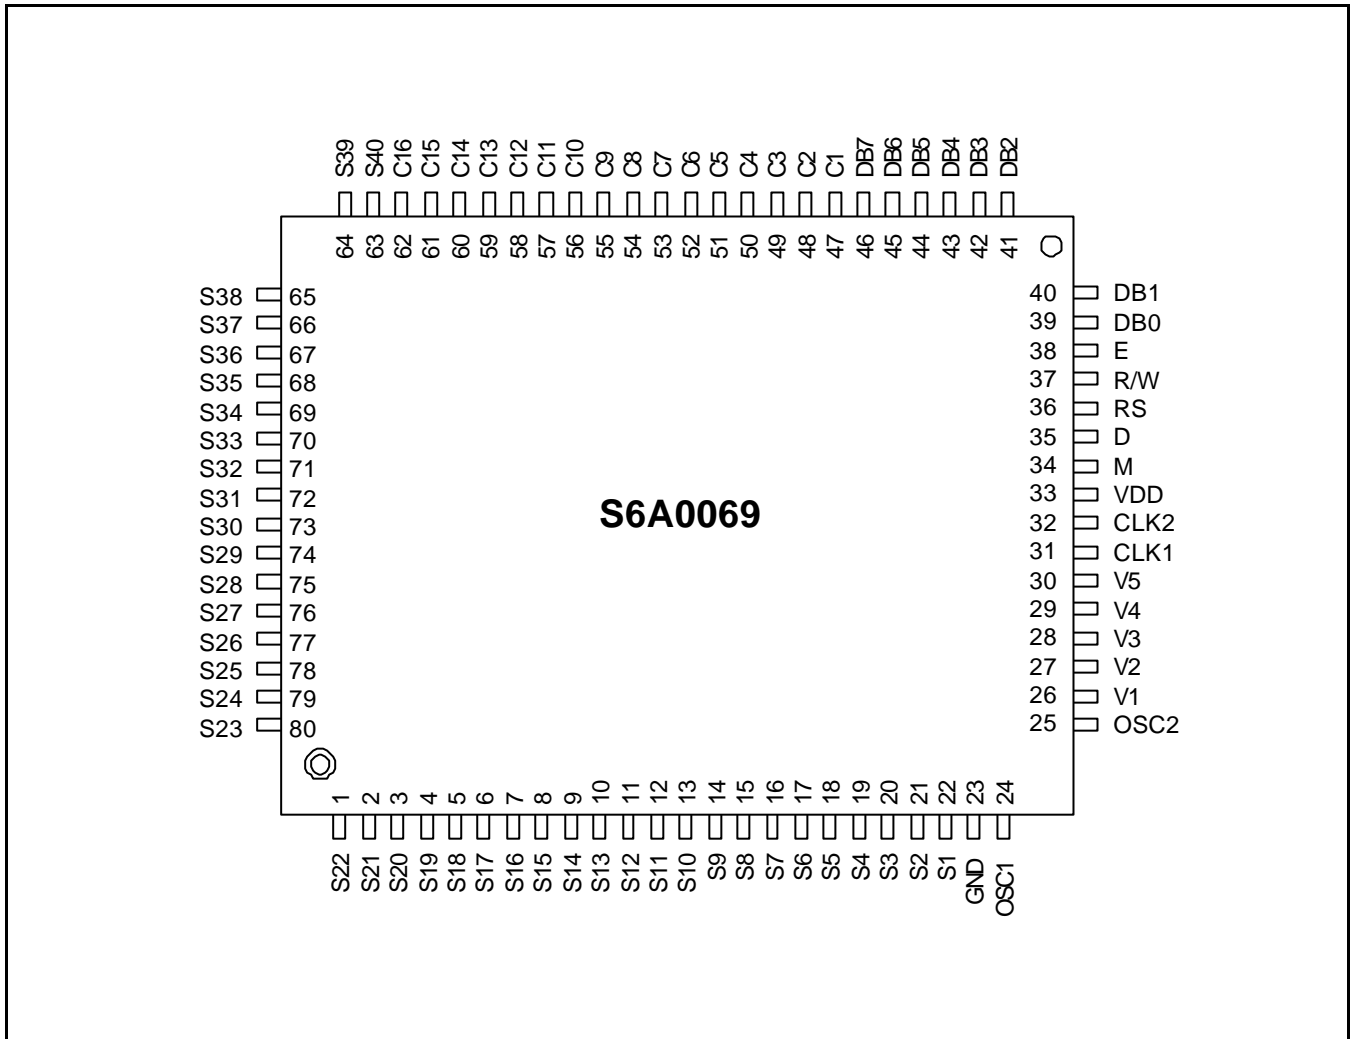 S39 S40 C16 C15 C14 C13 C12 C11 C10 C9 C8 C7 C6 C5 C4 C3 C2 C1 DB7 DB6 DB5 DB4 DB3 DB2
64 63 62 61 60 59 58 57 56 55 54 53 52 51 50 49 48 47 46 45 44 43 42 41
S38 65 40 DB1
S37 66 39 DB0
S36 67 38 E
S35 68 37 R/W
S34 69 36 RS
S33 70 35 D
S32 71 34 M
S31 72 33 VDD
S6A0069
S30 73 32 CLK2
S29 74 31 CLK1
S28 75 30 V5
S27 76 29 V4
S26 77 28 V3
S25 78 27 V2
S24 79 26 V1
S23 80 25 OSC2
1 2 3 4 5 6 7 8 9 10 11 12 13 14 15 16 17 18 19 20 21 22 23 24
S22 S21 S20 S19 S18 S17 S16 S15 S14 S13 S12 S11 S10 S9 S8 S7 S6 S5 S4 S3 S2 S1 GND OSC1